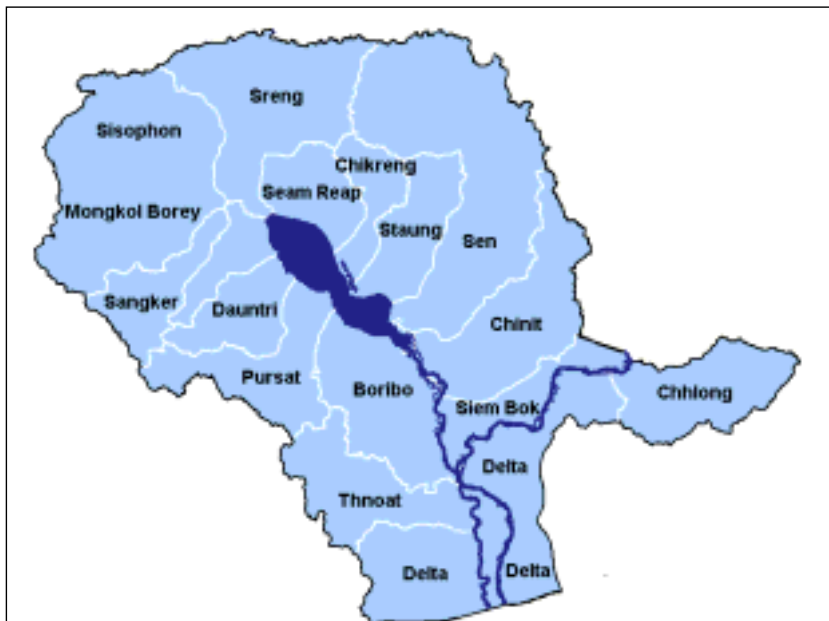 Sreng
Sisophon
Chikreng
Seam Reap
Mongkol Borey
Staung
Sen
Sangker
Dauntri
Chinit
Pursat
Boribo
Siem Bok
Chhlong
Delta
Thnoat
Delta
Delta